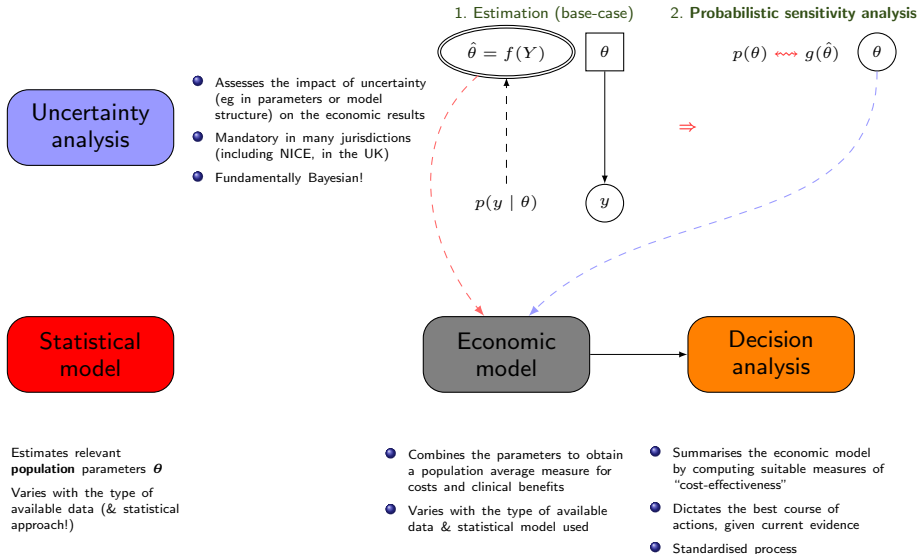 1. Estimation (base-case)
2. Probabilistic sensitivity analysis
θ̂ = f(Y)
θ
p(θ) ⇝ g(θ̂)
θ
Uncertainty
analysis
Assesses the impact of uncertainty
(eg in parameters or model
structure) on the economic results
Mandatory in many jurisdictions
(including NICE, in the UK)
Fundamentally Bayesian!
⇒
p(y | θ)
y
Statistical
model
Economic
model
Decision
analysis
Estimates relevant
population parameters θ
Varies with the type of
available data (& statistical
approach!)
Combines the parameters to obtain
a population average measure for
costs and clinical benefits
Varies with the type of available
data & statistical model used
Summarises the economic model
by computing suitable measures of
“cost-effectiveness”
Dictates the best course of
actions, given current evidence
Standardised process